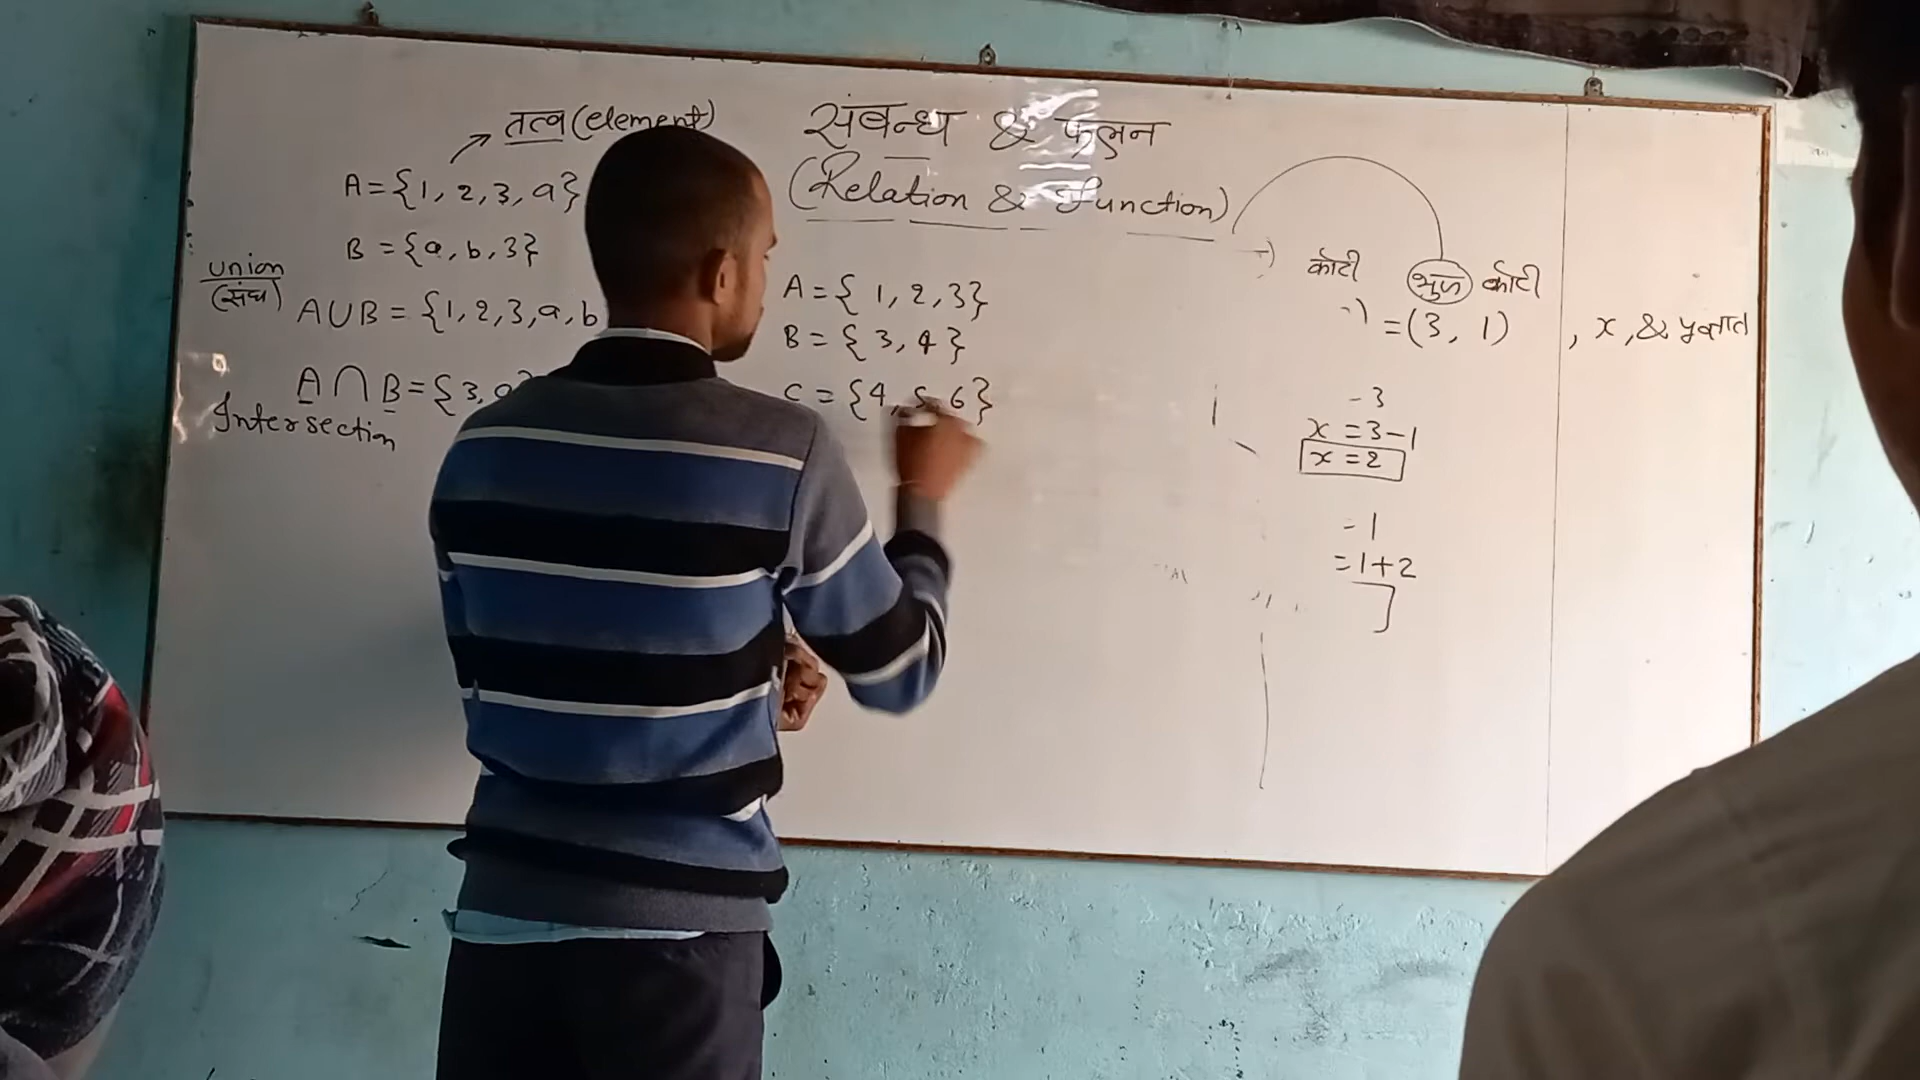 तत्व (element)
A = {1, 2, 3, a}
B = {a, b, 3}
union
(संघ)
A∪B = {1, 2, 3, a, b
A∩B = {3, a
Intersection
संबन्ध & फलन
(Relation & function)
A = { 1, 2, 3}
B = { 3, 4 }
C = {4, 5, 6}
कोटी भुज कोटी
= (3, 1) , x, &
- 3
x = 3 - 1
x = 2
- 1
= 1 + 2